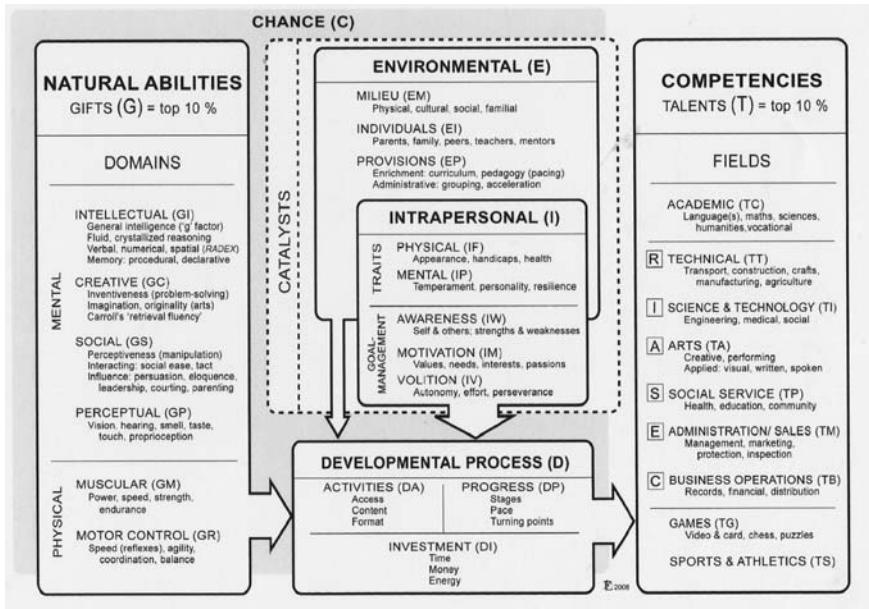 CHANCE (C)
NATURAL ABILITIES
GIFTS (G) = top 10 %
DOMAINS
MENTAL
INTELLECTUAL (GI)
General intelligence ('g' factor)
Fluid, crystallized reasoning
Verbal, numerical, spatial (RADEX)
Memory: procedural, declarative
CREATIVE (GC)
Inventiveness (problem-solving)
Imagination, originality (arts)
Carroll's 'retrieval fluency'
SOCIAL (GS)
Perceptiveness (manipulation)
Interacting: social ease, tact
Influence: persuasion, eloquence,
leadership, courting, parenting
PERCEPTUAL (GP)
Vision, hearing, smell, taste,
touch, proprioception
PHYSICAL
MUSCULAR (GM)
Power, speed, strength,
endurance
MOTOR CONTROL (GR)
Speed (reflexes), agility,
coordination, balance
CATALYSTS
ENVIRONMENTAL (E)
MILIEU (EM)
Physical, cultural, social, familial
INDIVIDUALS (EI)
Parents, family, peers, teachers, mentors
PROVISIONS (EP)
Enrichment: curriculum, pedagogy (pacing)
Administrative: grouping, acceleration
INTRAPERSONAL (I)
TRAITS
PHYSICAL (IF)
Appearance, handicaps, health
MENTAL (IP)
Temperament, personality, resilience
GOAL-
MANAGEMENT
AWARENESS (IW)
Self & others; strengths & weaknesses
MOTIVATION (IM)
Values, needs, interests, passions
VOLITION (IV)
Autonomy, effort, perseverance
DEVELOPMENTAL PROCESS (D)
ACTIVITIES (DA)
Access
Content
Format
PROGRESS (DP)
Stages
Pace
Turning points
INVESTMENT (DI)
Time
Money
Energy
2008
COMPETENCIES
TALENTS (T) = top 10 %
FIELDS
ACADEMIC (TC)
Language(s), maths, sciences,
humanities,vocational
R TECHNICAL (TT)
Transport, construction, crafts,
manufacturing, agriculture
I SCIENCE & TECHNOLOGY (TI)
Engineering, medical, social
A ARTS (TA)
Creative, performing
Applied: visual, written, spoken
S SOCIAL SERVICE (TP)
Health, education, community
E ADMINISTRATION/ SALES (TM)
Management, marketing,
protection, inspection
C BUSINESS OPERATIONS (TB)
Records, financial, distribution
GAMES (TG)
Video & card, chess, puzzles
SPORTS & ATHLETICS (TS)